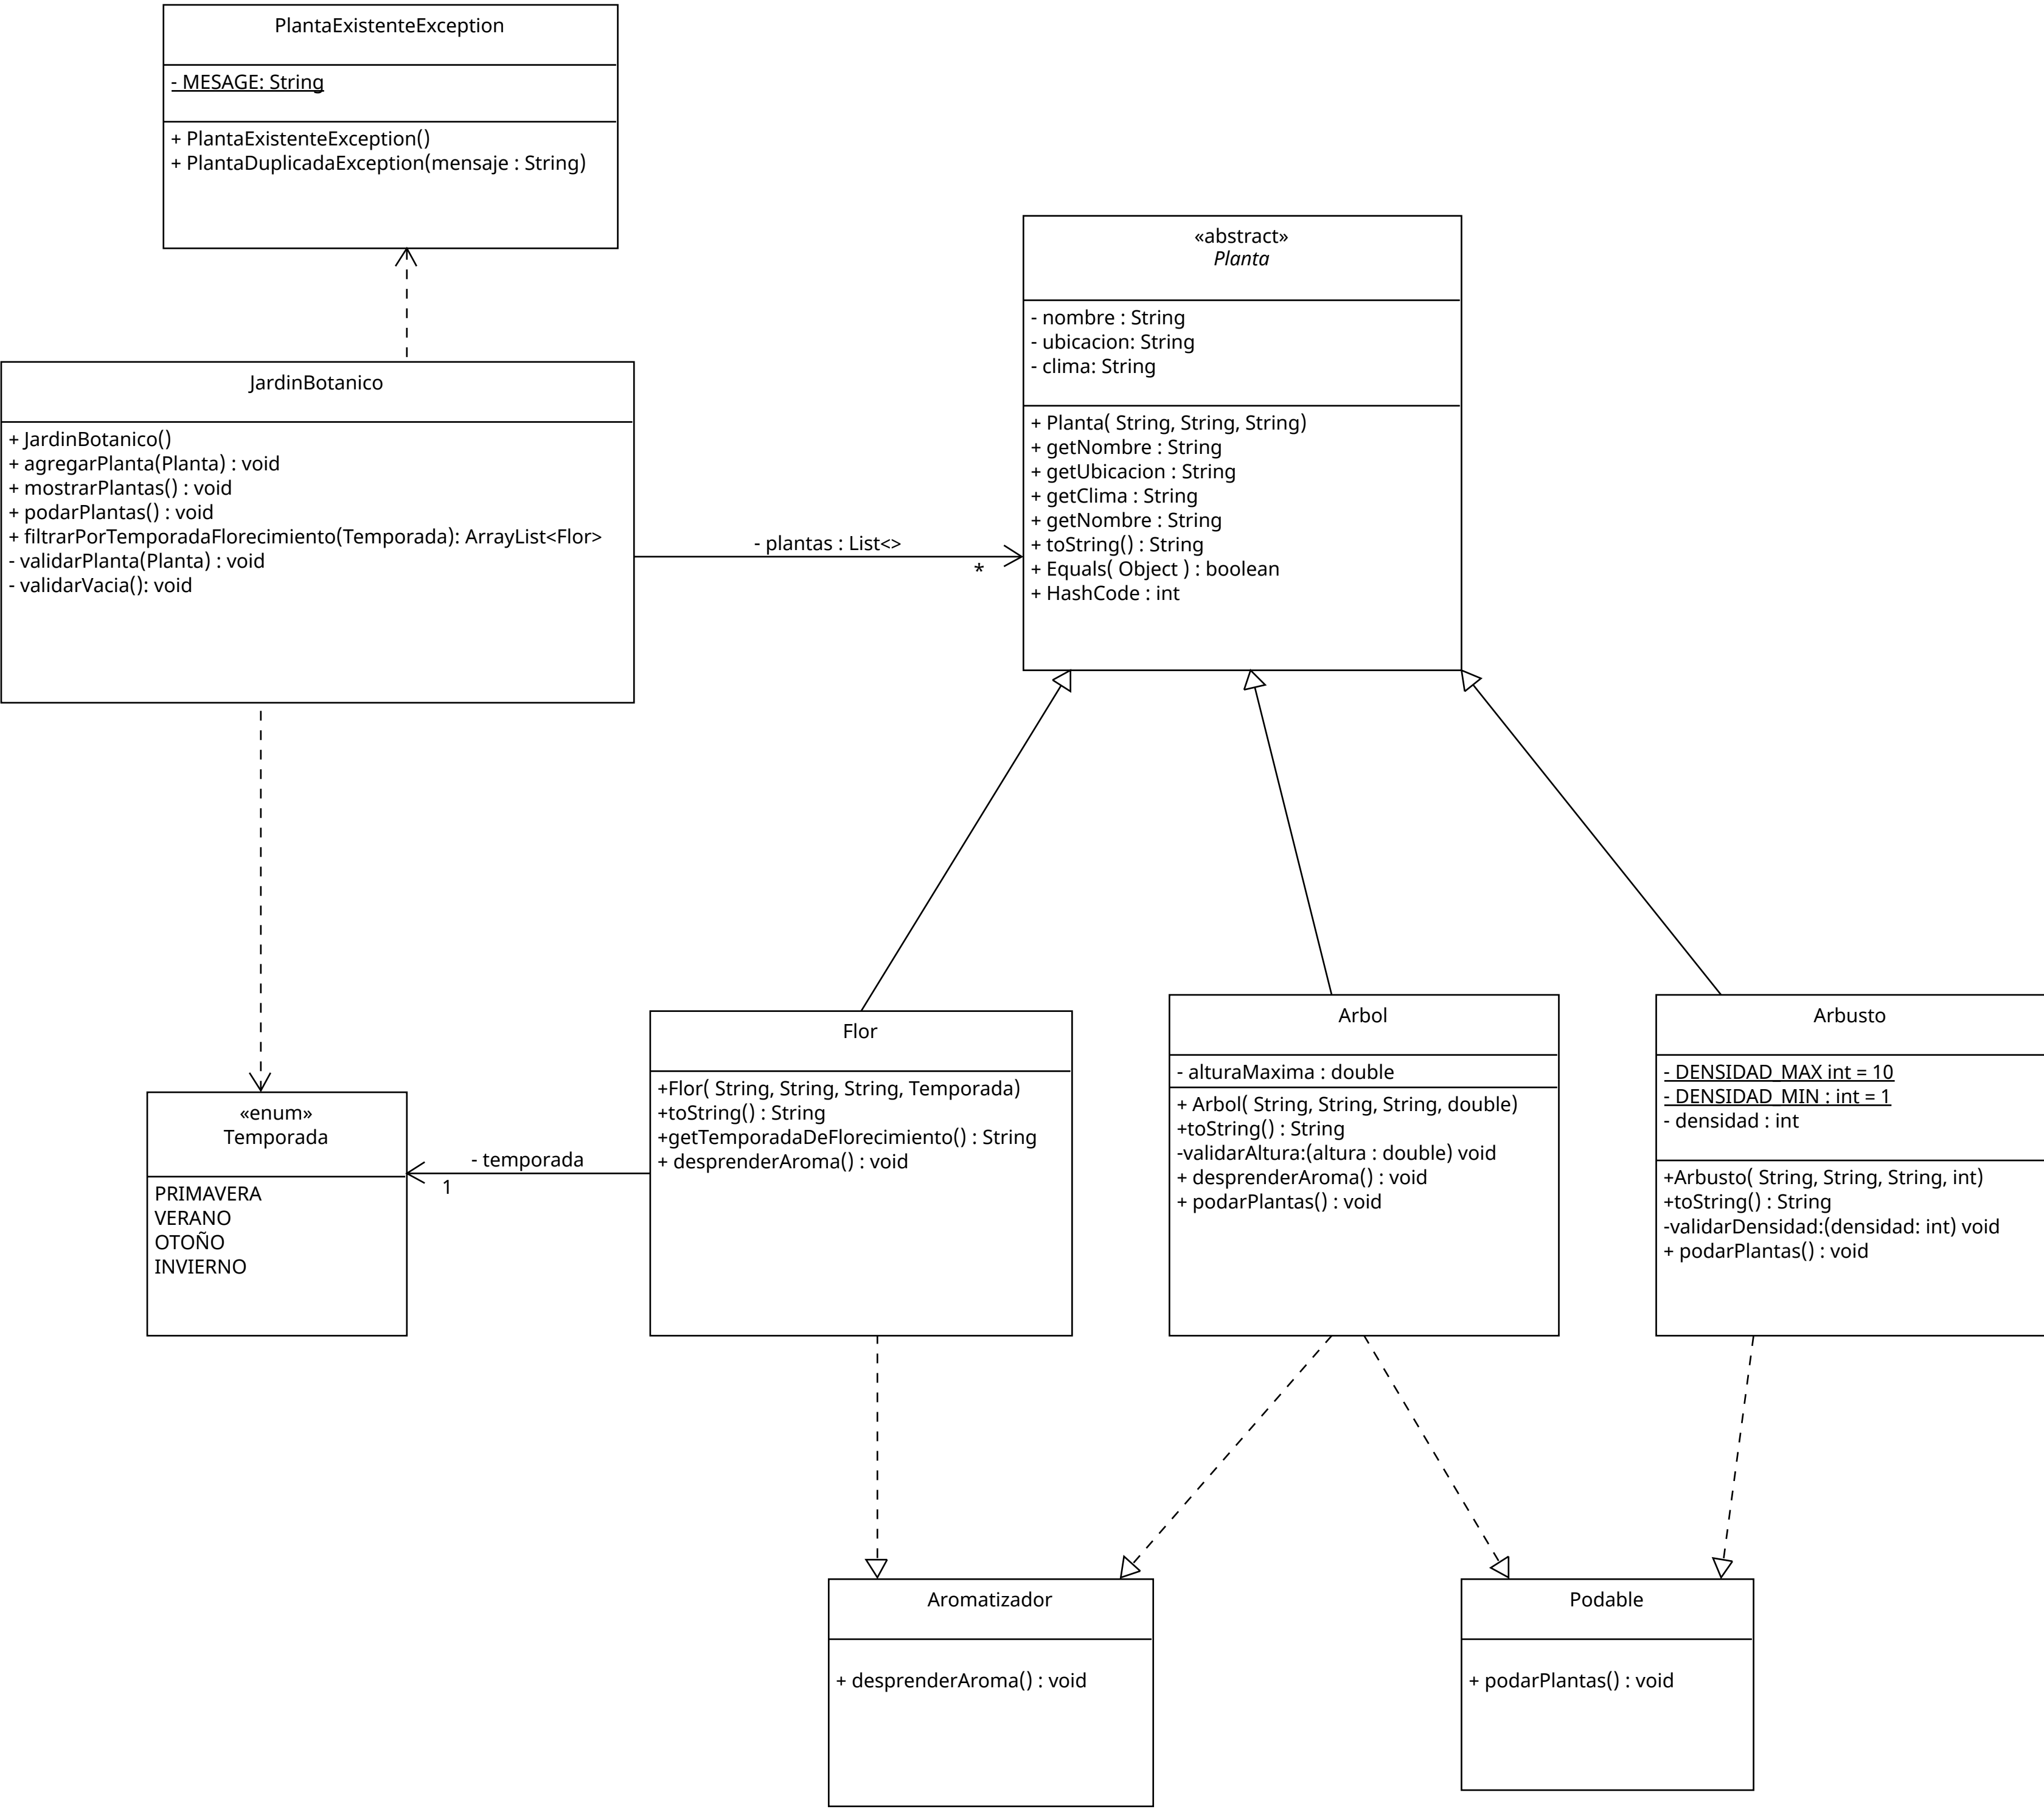 PlantaExistenteException
- MESAGE: String
+ PlantaExistenteException()
+ PlantaDuplicadaException(mensaje : String)
«abstract»
Planta
- nombre : String
- ubicacion: String
- clima: String
+ Planta( String, String, String)
+ getNombre : String
+ getUbicacion : String
+ getClima : String
+ getNombre : String
+ toString() : String
+ Equals( Object ) : boolean
+ HashCode : int
JardinBotanico
+ JardinBotanico()
+ agregarPlanta(Planta) : void
+ mostrarPlantas() : void
+ podarPlantas() : void
+ filtrarPorTemporadaFlorecimiento(Temporada): ArrayList<Flor>
- validarPlanta(Planta) : void
- validarVacia(): void
- plantas : List<>
*
«enum»
Temporada
PRIMAVERA
VERANO
OTOÑO
INVIERNO
- temporada
1
Flor
+Flor( String, String, String, Temporada)
+toString() : String
+getTemporadaDeFlorecimiento() : String
+ desprenderAroma() : void
Arbol
- alturaMaxima : double
+ Arbol( String, String, String, double)
+toString() : String
-validarAltura:(altura : double) void
+ desprenderAroma() : void
+ podarPlantas() : void
Arbusto
- DENSIDAD_MAX int = 10
- DENSIDAD_MIN : int = 1
- densidad : int
+Arbusto( String, String, String, int)
+toString() : String
-validarDensidad:(densidad: int) void
+ podarPlantas() : void
Aromatizador
+ desprenderAroma() : void
Podable
+ podarPlantas() : void